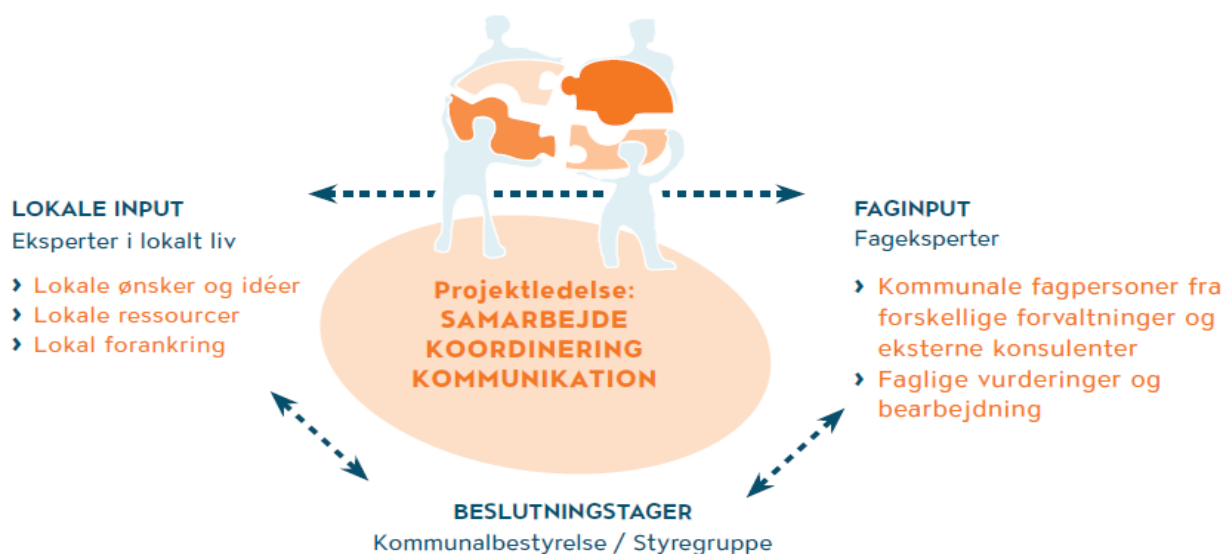 LOKALE INPUT
Eksperter i lokalt liv
› Lokale ønsker og idéer
› Lokale ressourcer
› Lokal forankring
Projektledelse:
SAMARBEJDE
KOORDINERING
KOMMUNIKATION
FAGINPUT
Fageksperter
› Kommunale fagpersoner fra
forskellige forvaltninger og
eksterne konsulenter
› Faglige vurderinger og
bearbejdning
BESLUTNINGSTAGER
Kommunalbestyrelse / Styregruppe